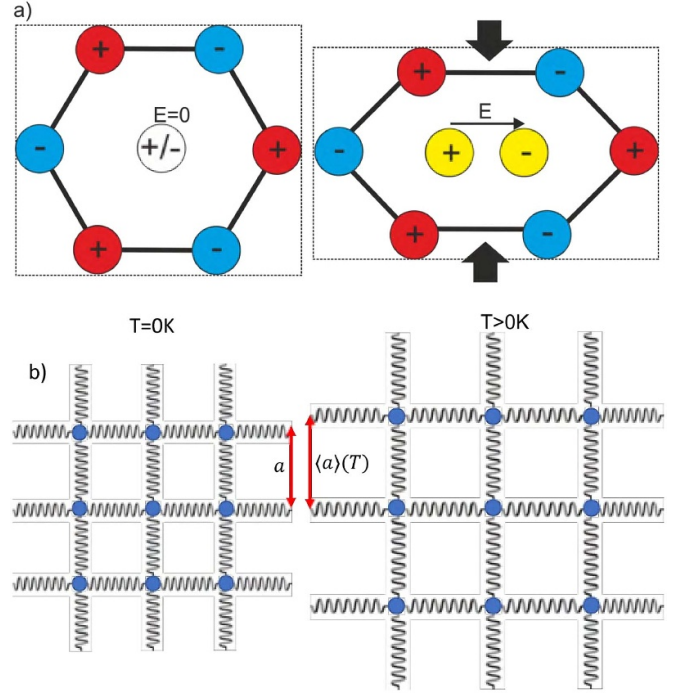 a)
+ -
- +
+ -
E=0
+/-
+ -
- +
+ -
E
+ -
T=0K
T>0K
b)
a
⟨a⟩(T)